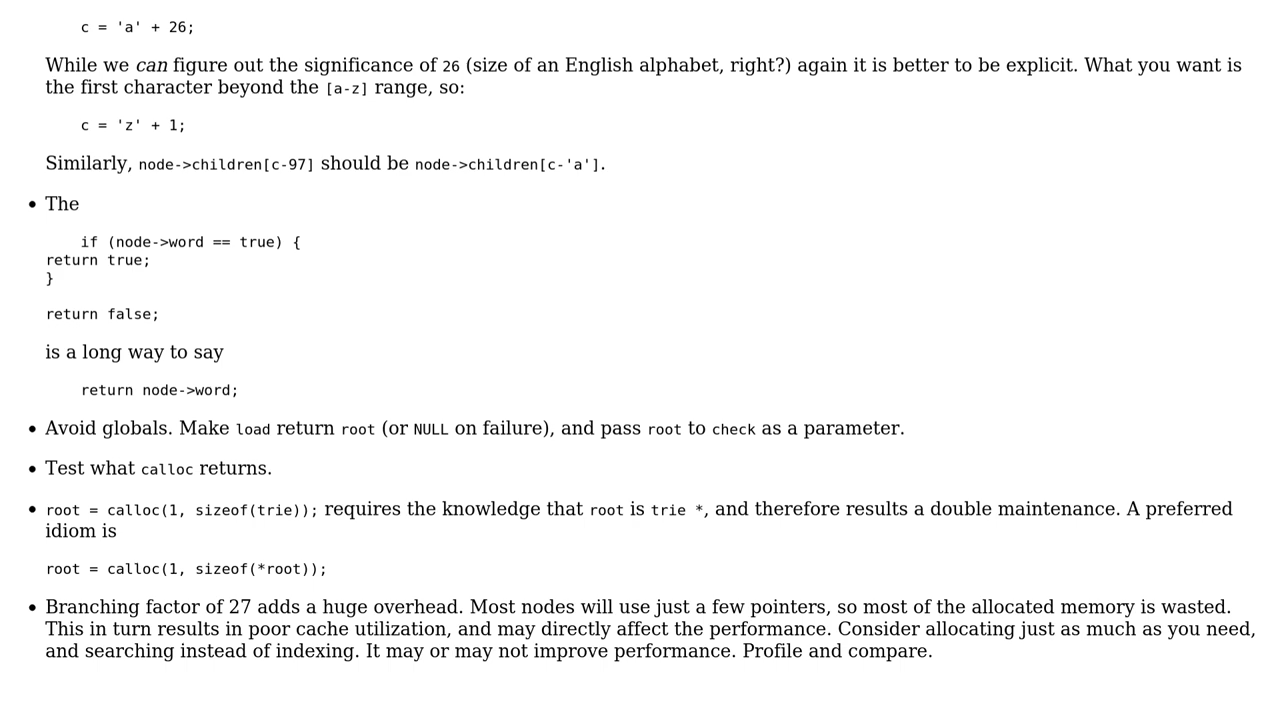 c = 'a' + 26;
While we can figure out the significance of 26 (size of an English alphabet, right?) again it is better to be explicit. What you want is
the first character beyond the [a-z] range, so:
c = 'z' + 1;
Similarly, node->children[c-97] should be node->children[c-'a'].
• The
if (node->word == true) {
return true;
}
return false;
is a long way to say
return node->word;
• Avoid globals. Make load return root (or NULL on failure), and pass root to check as a parameter.
• Test what calloc returns.
• root = calloc(1, sizeof(trie)); requires the knowledge that root is trie *, and therefore results a double maintenance. A preferred
idiom is
root = calloc(1, sizeof(*root));
• Branching factor of 27 adds a huge overhead. Most nodes will use just a few pointers, so most of the allocated memory is wasted.
This in turn results in poor cache utilization, and may directly affect the performance. Consider allocating just as much as you need,
and searching instead of indexing. It may or may not improve performance. Profile and compare.